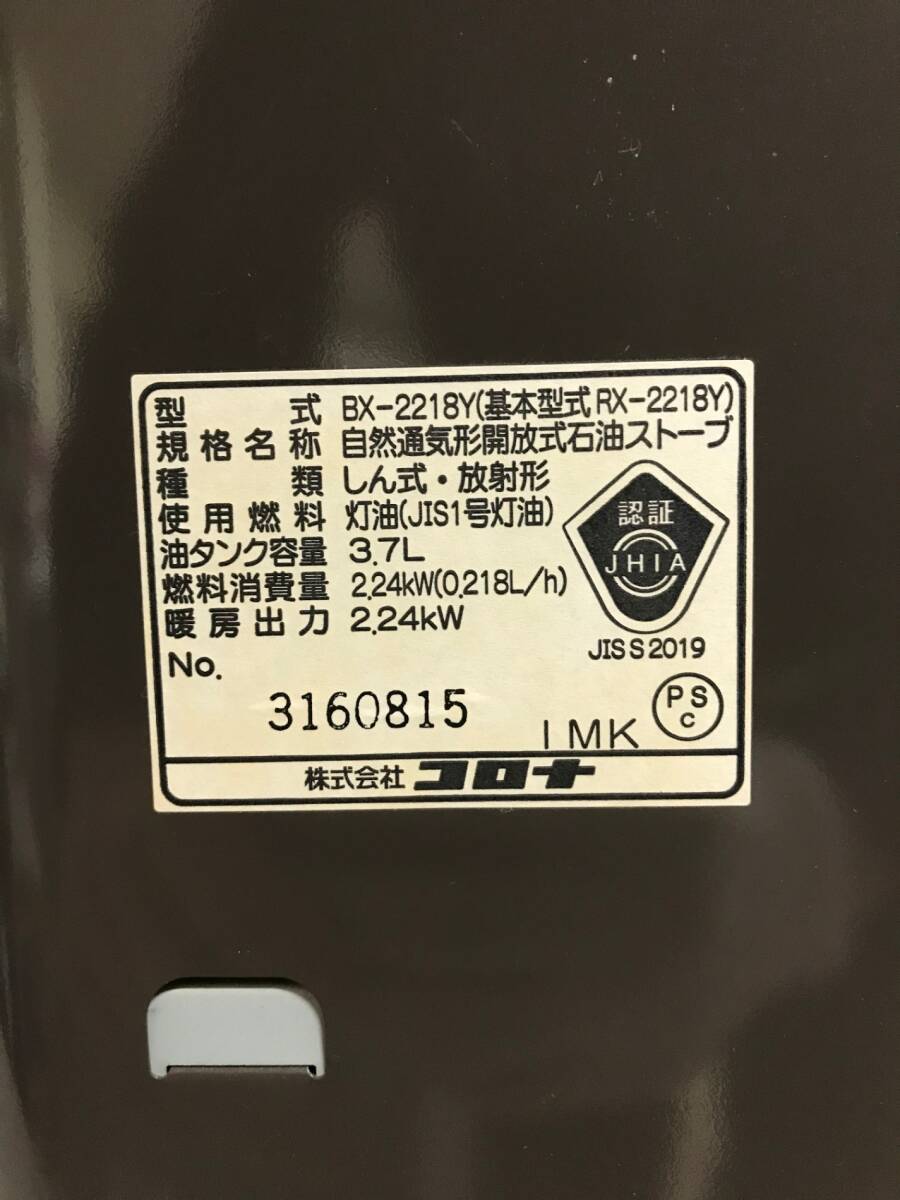 型式 BX-2218Y(基本型式RX-2218Y)
規格名称 自然通気形開放式石油ストーブ
種類 しん式・放射形
使用燃料 灯油(JIS1号灯油)
油タンク容量 3.7L
燃料消費量 2.24kW(0.218L/h)
暖房出力 2.24kW
認証
JHIA
JIS S 2019
No.
3160815
IMK
PS
C
株式会社 コロナ